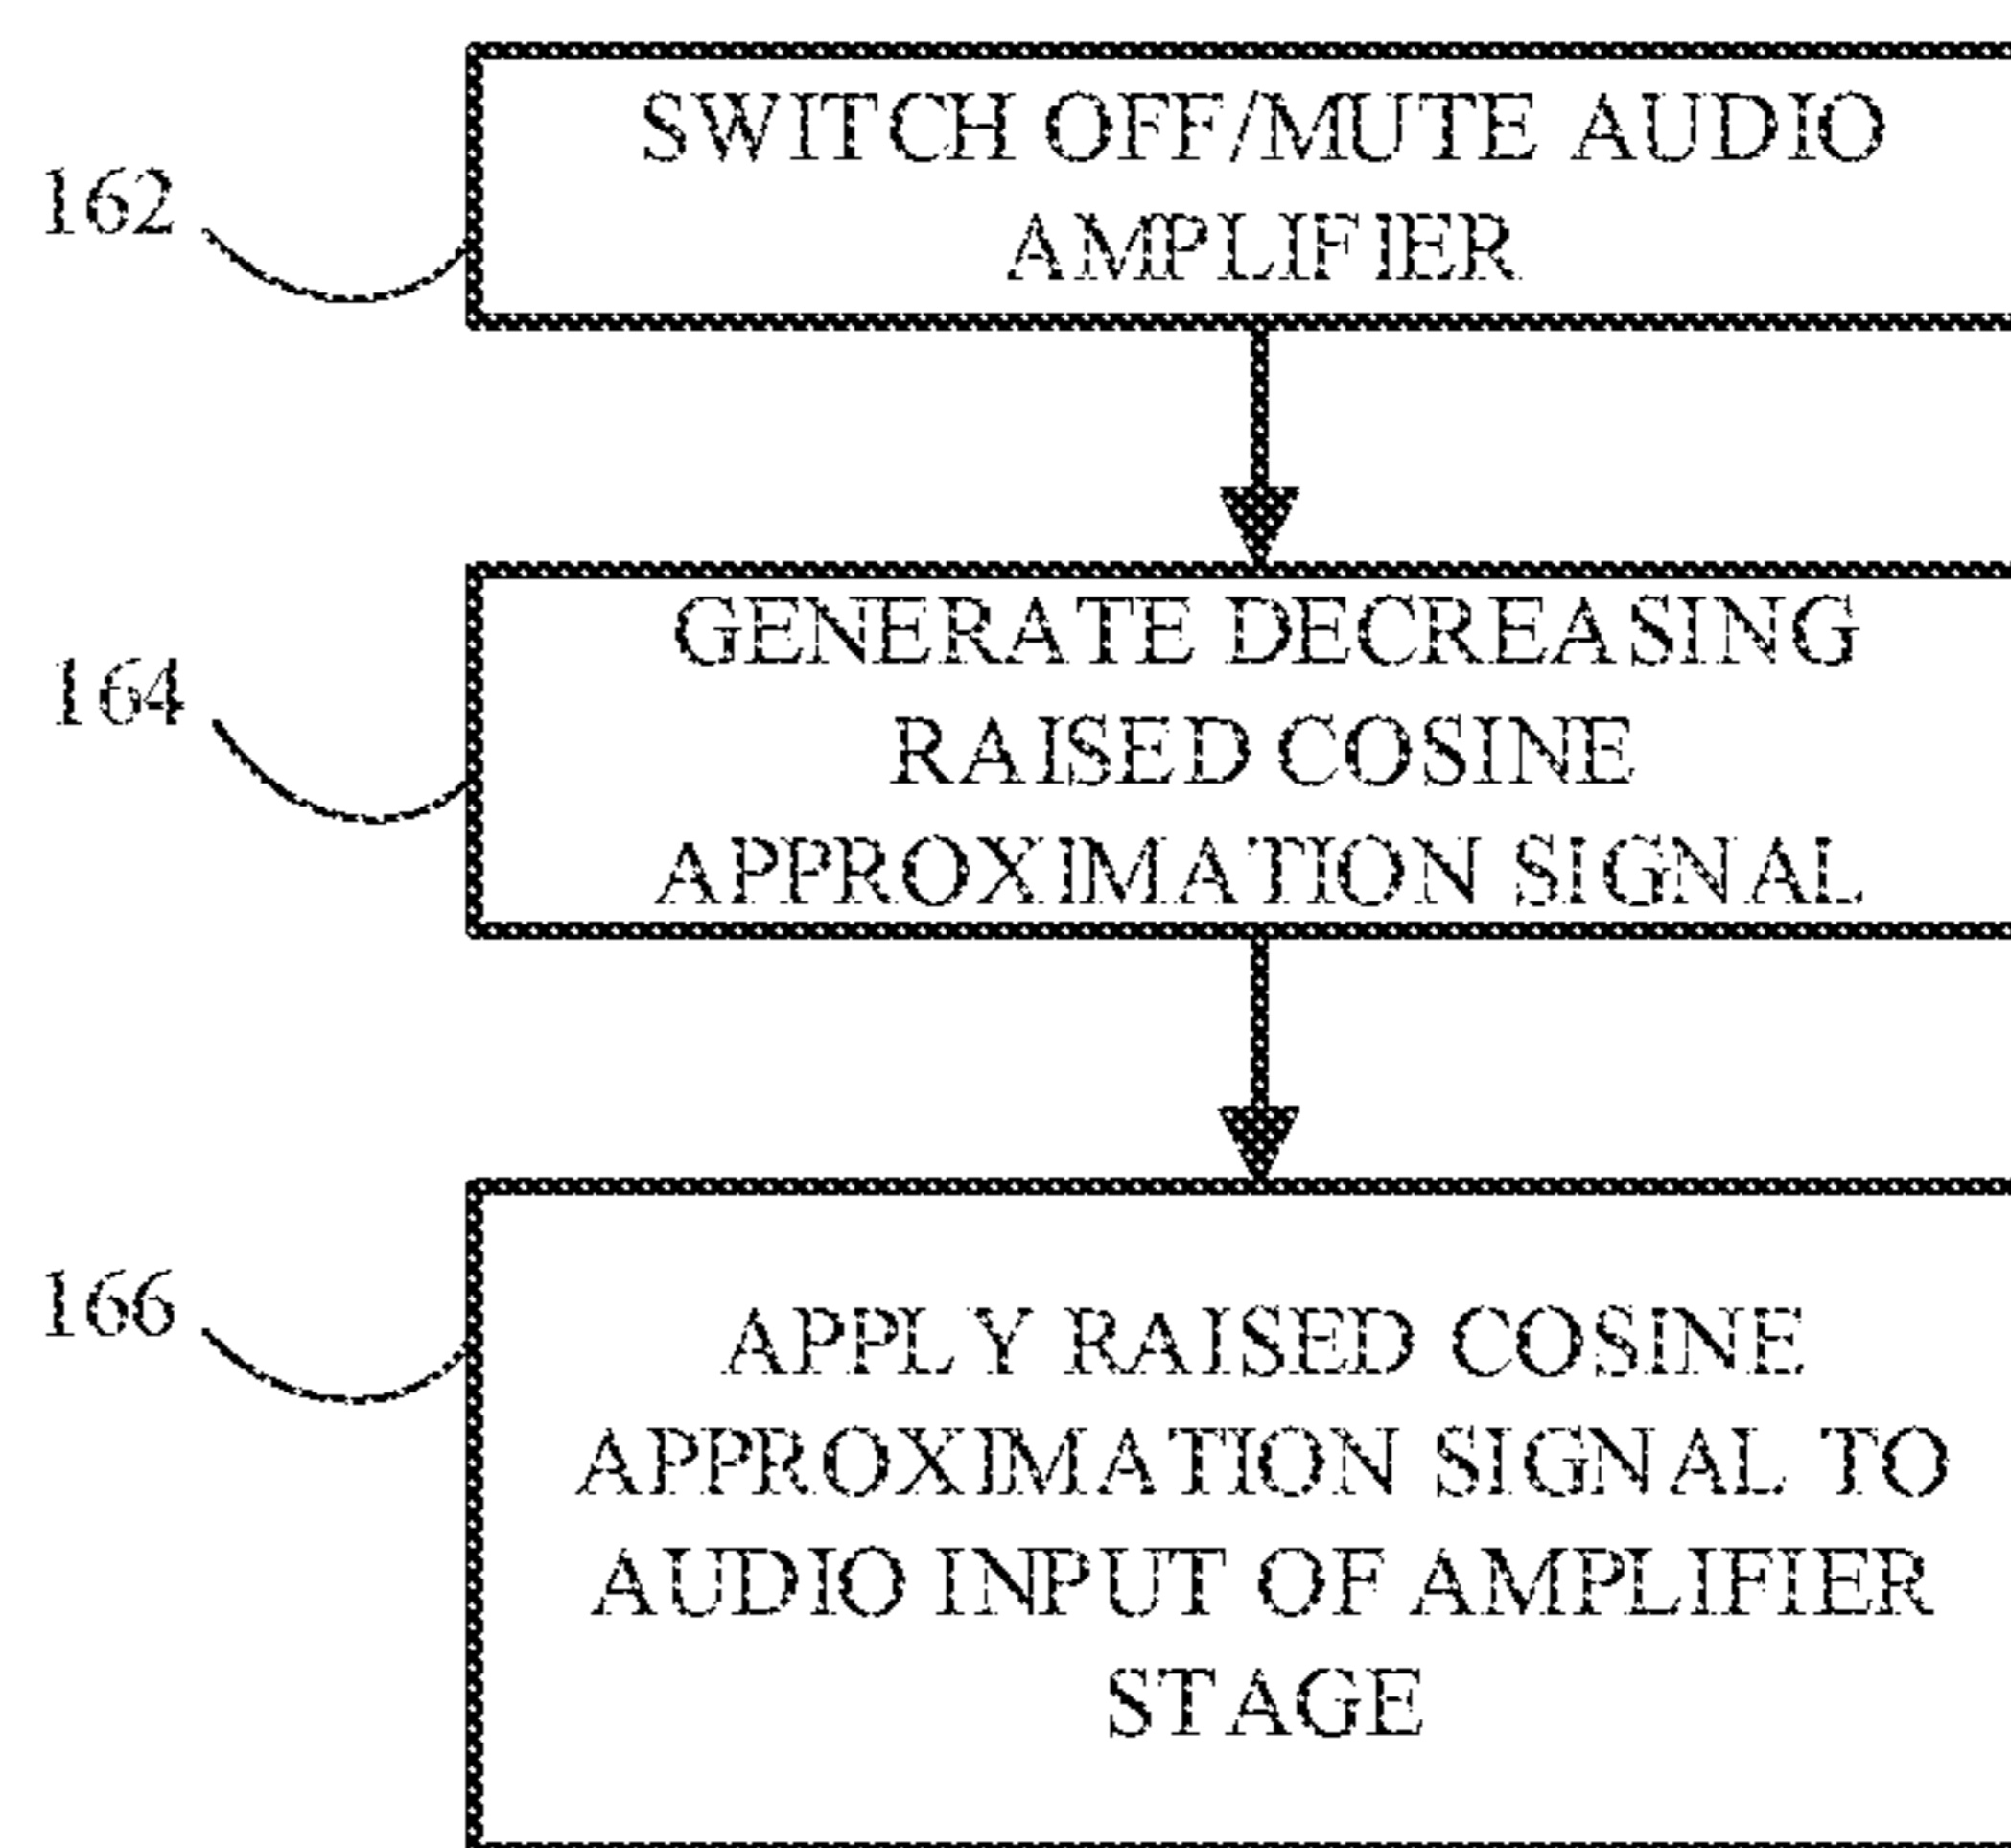 SWITCH OFF/MUTE AUDIO
AMPLIFIER
162
GENERATE DECREASING
RAISED COSINE
APPROXIMATION SIGNAL
164
APPLY RAISED COSINE
APPROXIMATION SIGNAL TO
AUDIO INPUT OF AMPLIFIER
STAGE
166